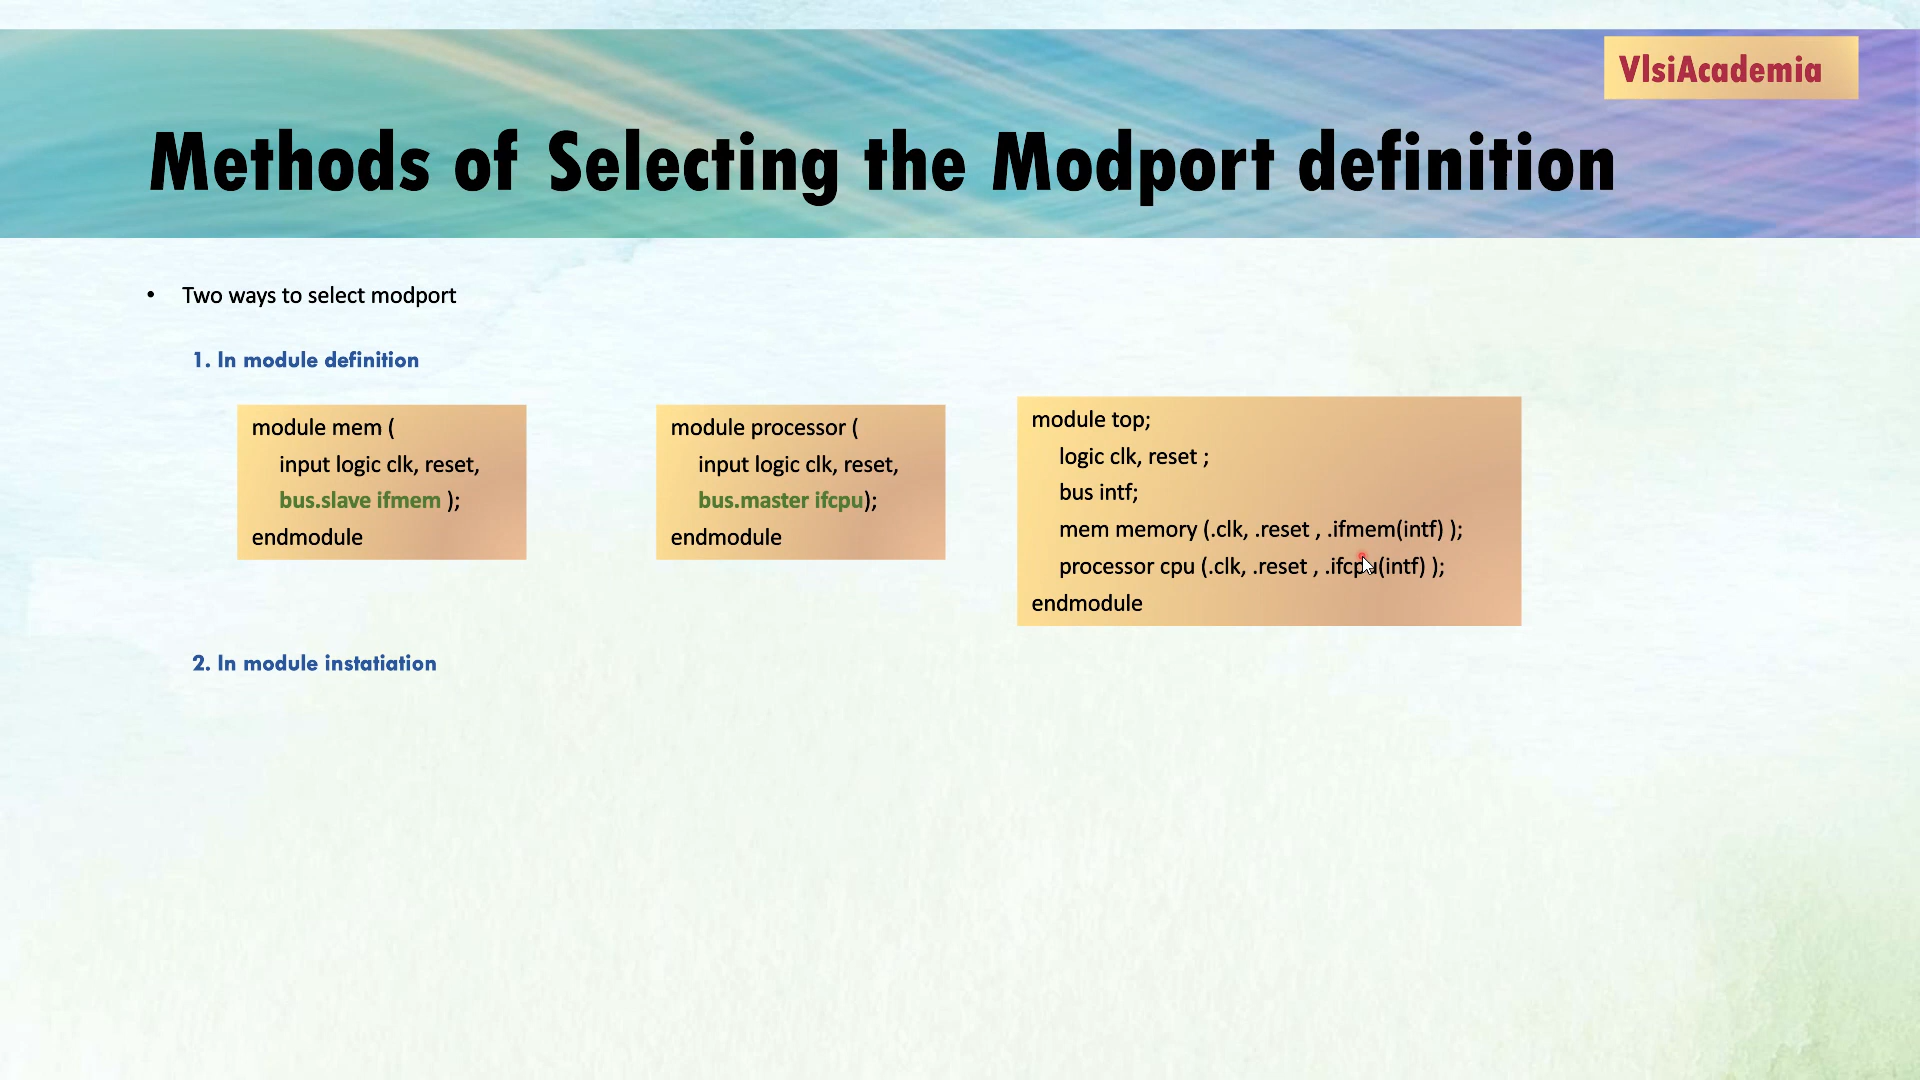 VlsiAcademia
Methods of Selecting the Modport definition
• Two ways to select modport
1. In module definition
module mem (
input logic clk, reset,
bus.slave ifmem );
endmodule
module processor (
input logic clk, reset,
bus.master ifcpu);
endmodule
module top;
logic clk, reset ;
bus intf;
mem memory (.clk, .reset , .ifmem(intf) );
processor cpu (.clk, .reset , .ifcpu(intf) );
endmodule
2. In module instatiation